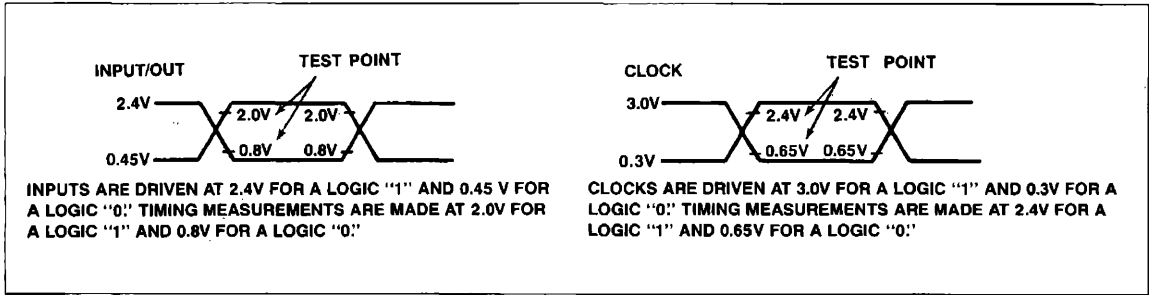 INPUT/OUT
TEST POINT
2.4V
2.0V 2.0V
0.8V 0.8V
0.45V
INPUTS ARE DRIVEN AT 2.4V FOR A LOGIC "1" AND 0.45 V FOR
A LOGIC "0." TIMING MEASUREMENTS ARE MADE AT 2.0V FOR
A LOGIC "1" AND 0.8V FOR A LOGIC "0."
CLOCK
TEST POINT
3.0V
2.4V 2.4V
0.65V 0.65V
0.3V
CLOCKS ARE DRIVEN AT 3.0V FOR A LOGIC "1" AND 0.3V FOR A
LOGIC "0." TIMING MEASUREMENTS ARE MADE AT 2.4V FOR A
LOGIC "1" AND 0.65V FOR A LOGIC "0."